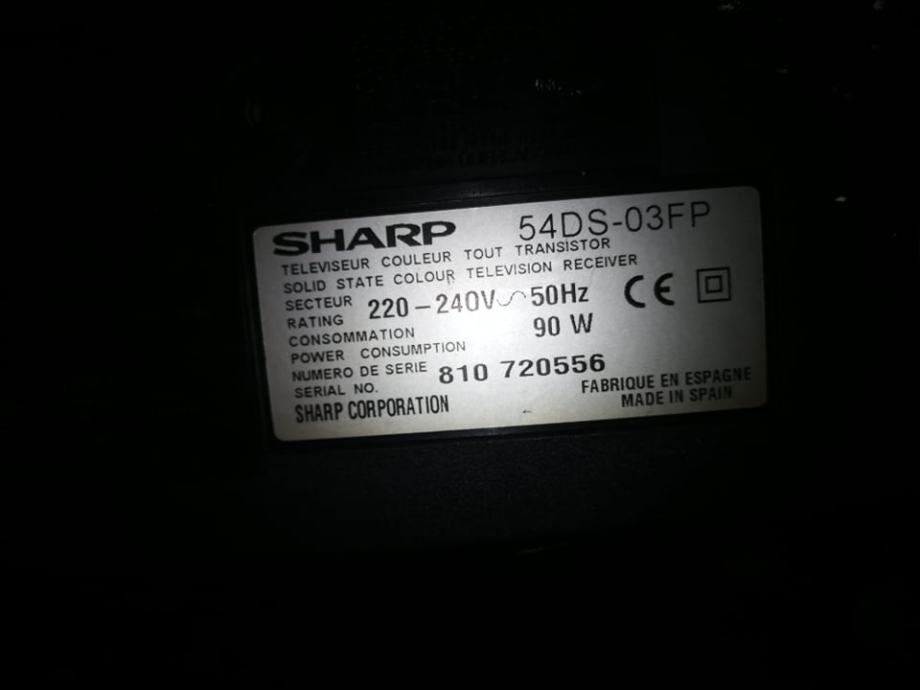 SHARP 54DS-03FP
TELEVISEUR COULEUR TOUT TRANSISTOR
SOLID STATE COLOUR TELEVISION RECEIVER
SECTEUR
RATING 220-240V~50Hz CE
CONSOMMATION
POWER CONSUMPTION 90 W
NUMERO DE SERIE
SERIAL NO. 810 720556
SHARP CORPORATION
FABRIQUE EN ESPAGNE
MADE IN SPAIN